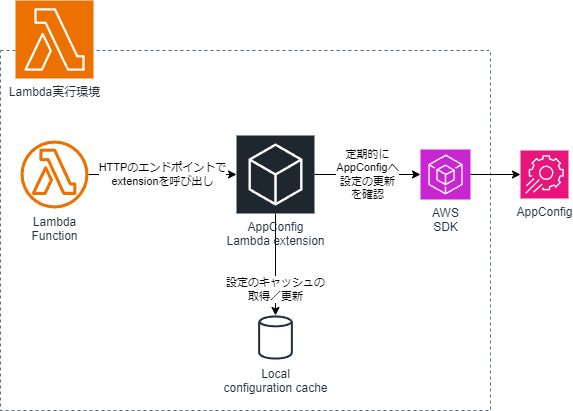 Lambda実行環境
HTTPのエンドポイントで
extensionを呼び出し
定期的に
AppConfigへ
設定の更新
を確認
Lambda
Function
AppConfig
Lambda extension
AWS
SDK
AppConfig
設定のキャッシュの
取得／更新
Local
configuration cache